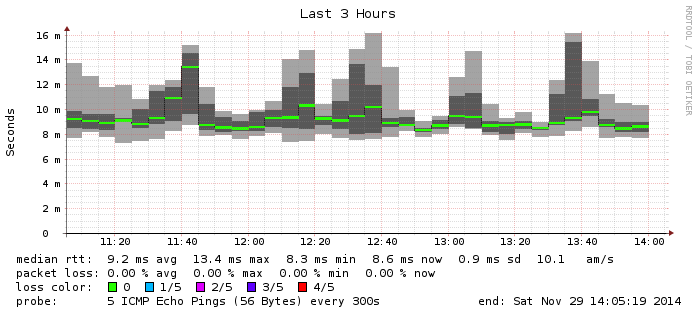 Last 3 Hours
RRDTOOL / TOBI OETIKER
Seconds
16 m
14 m
12 m
10 m
8 m
6 m
4 m
2 m
0
11:20 11:40 12:00 12:20 12:40 13:00 13:20 13:40 14:00
median rtt: 9.2 ms avg 13.4 ms max 8.3 ms min 8.6 ms now 0.9 ms sd 10.1 am/s
packet loss: 0.00 % avg 0.00 % max 0.00 % min 0.00 % now
loss color: 0 1/5 2/5 3/5 4/5
probe: 5 ICMP Echo Pings (56 Bytes) every 300s end: Sat Nov 29 14:05:19 2014